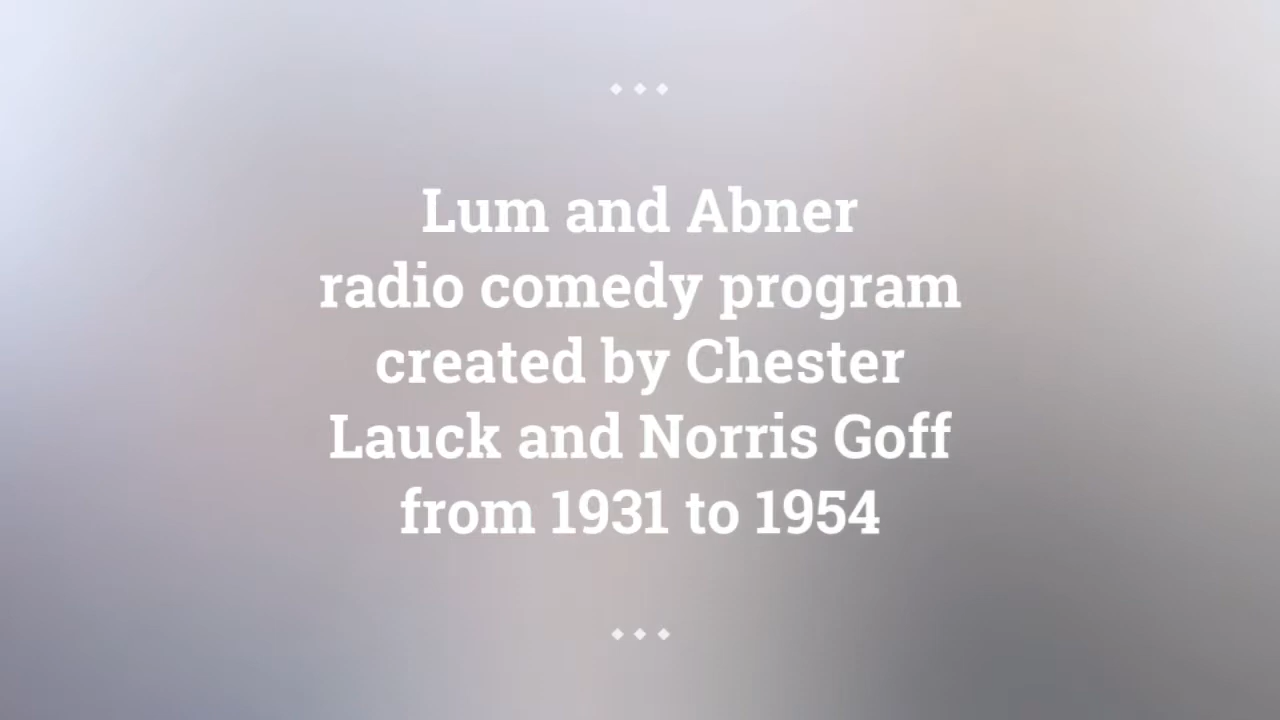 Lum and Abner
radio comedy program
created by Chester
Lauck and Norris Goff
from 1931 to 1954